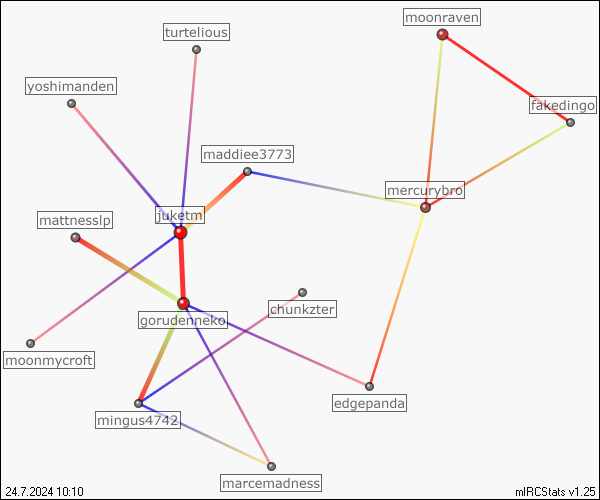 moonraven
turtelious
yoshimanden
fakedingo
maddiee3773
mercurybro
juketm
mattnesslp
chunkzter
gorudenneko
moonmycroft
edgepanda
mingus4742
marcemadness
24.7.2024 10:10
mIRCStats v1.25